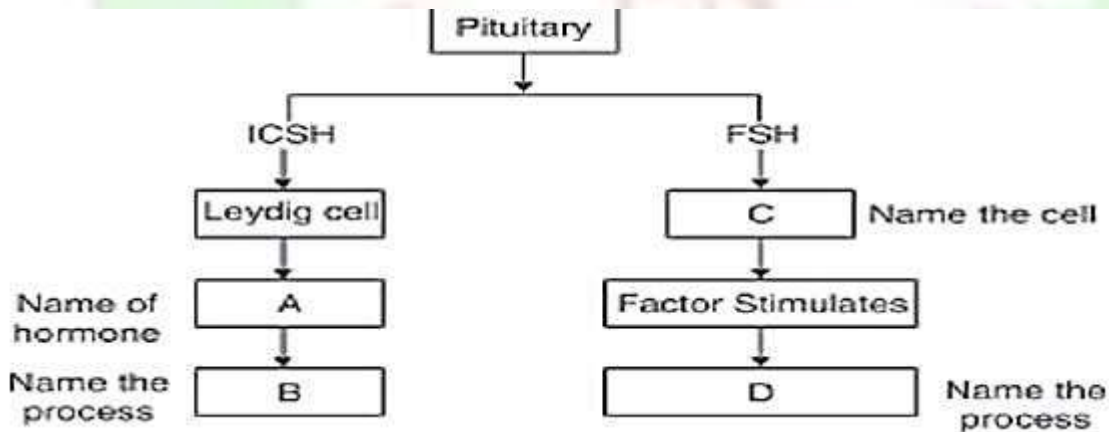 Pituitary
ICSH
FSH
Leydig cell
C
Name the cell
Name of
hormone
A
Factor Stimulates
Name the
process
B
D
Name the
process